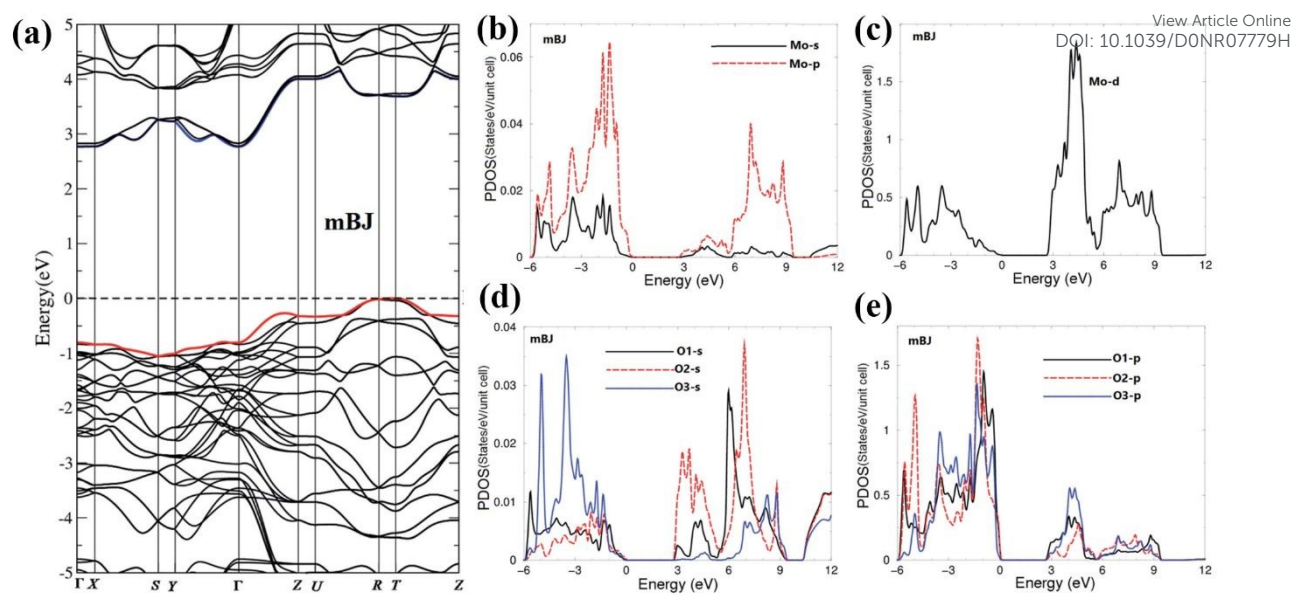 View Article Online
DOI: 10.1039/D0NR07779H
(a)
Energy(eV)
5
4
3
2
1
0
-1
-2
-3
-4
-5
mBJ
Γ X S Y Γ Z U R T Z
(b)
mBJ
Mo-s
Mo-p
PDOS(States/eV/unit cell)
0.06
0.04
0.02
0
−6 −3 0 3 6 9 12
Energy (eV)
(c)
mBJ
Mo-d
PDOS(States/eV/unit cell)
1.5
1
0.5
0
−6 −3 0 3 6 9 12
Energy (eV)
(d)
mBJ
O1-s
O2-s
O3-s
PDOS(States/eV/unit cell)
0.04
0.03
0.02
0.01
0
−6 −3 0 3 6 9 12
Energy (eV)
(e)
mBJ
O1-p
O2-p
O3-p
PDOS(States/eV/unit cell)
1.5
1
0.5
0
−6 −3 0 3 6 9 12
Energy (eV)